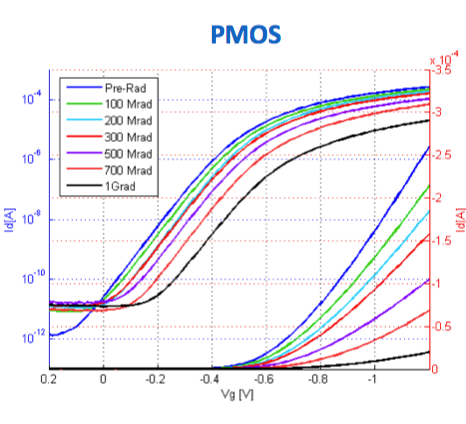 PMOS
x 10⁻⁴
Pre-Rad
100 Mrad
200 Mrad
300 Mrad
500 Mrad
700 Mrad
1Grad
10⁻⁴
10⁻⁶
10⁻⁸
10⁻¹⁰
10⁻¹²
Id[A]
-3.5
-3
-2.5
-2
-1.5
-1
-0.5
0
Id[A]
0.2 0 -0.2 -0.4 -0.6 -0.8 -1
Vg [V]